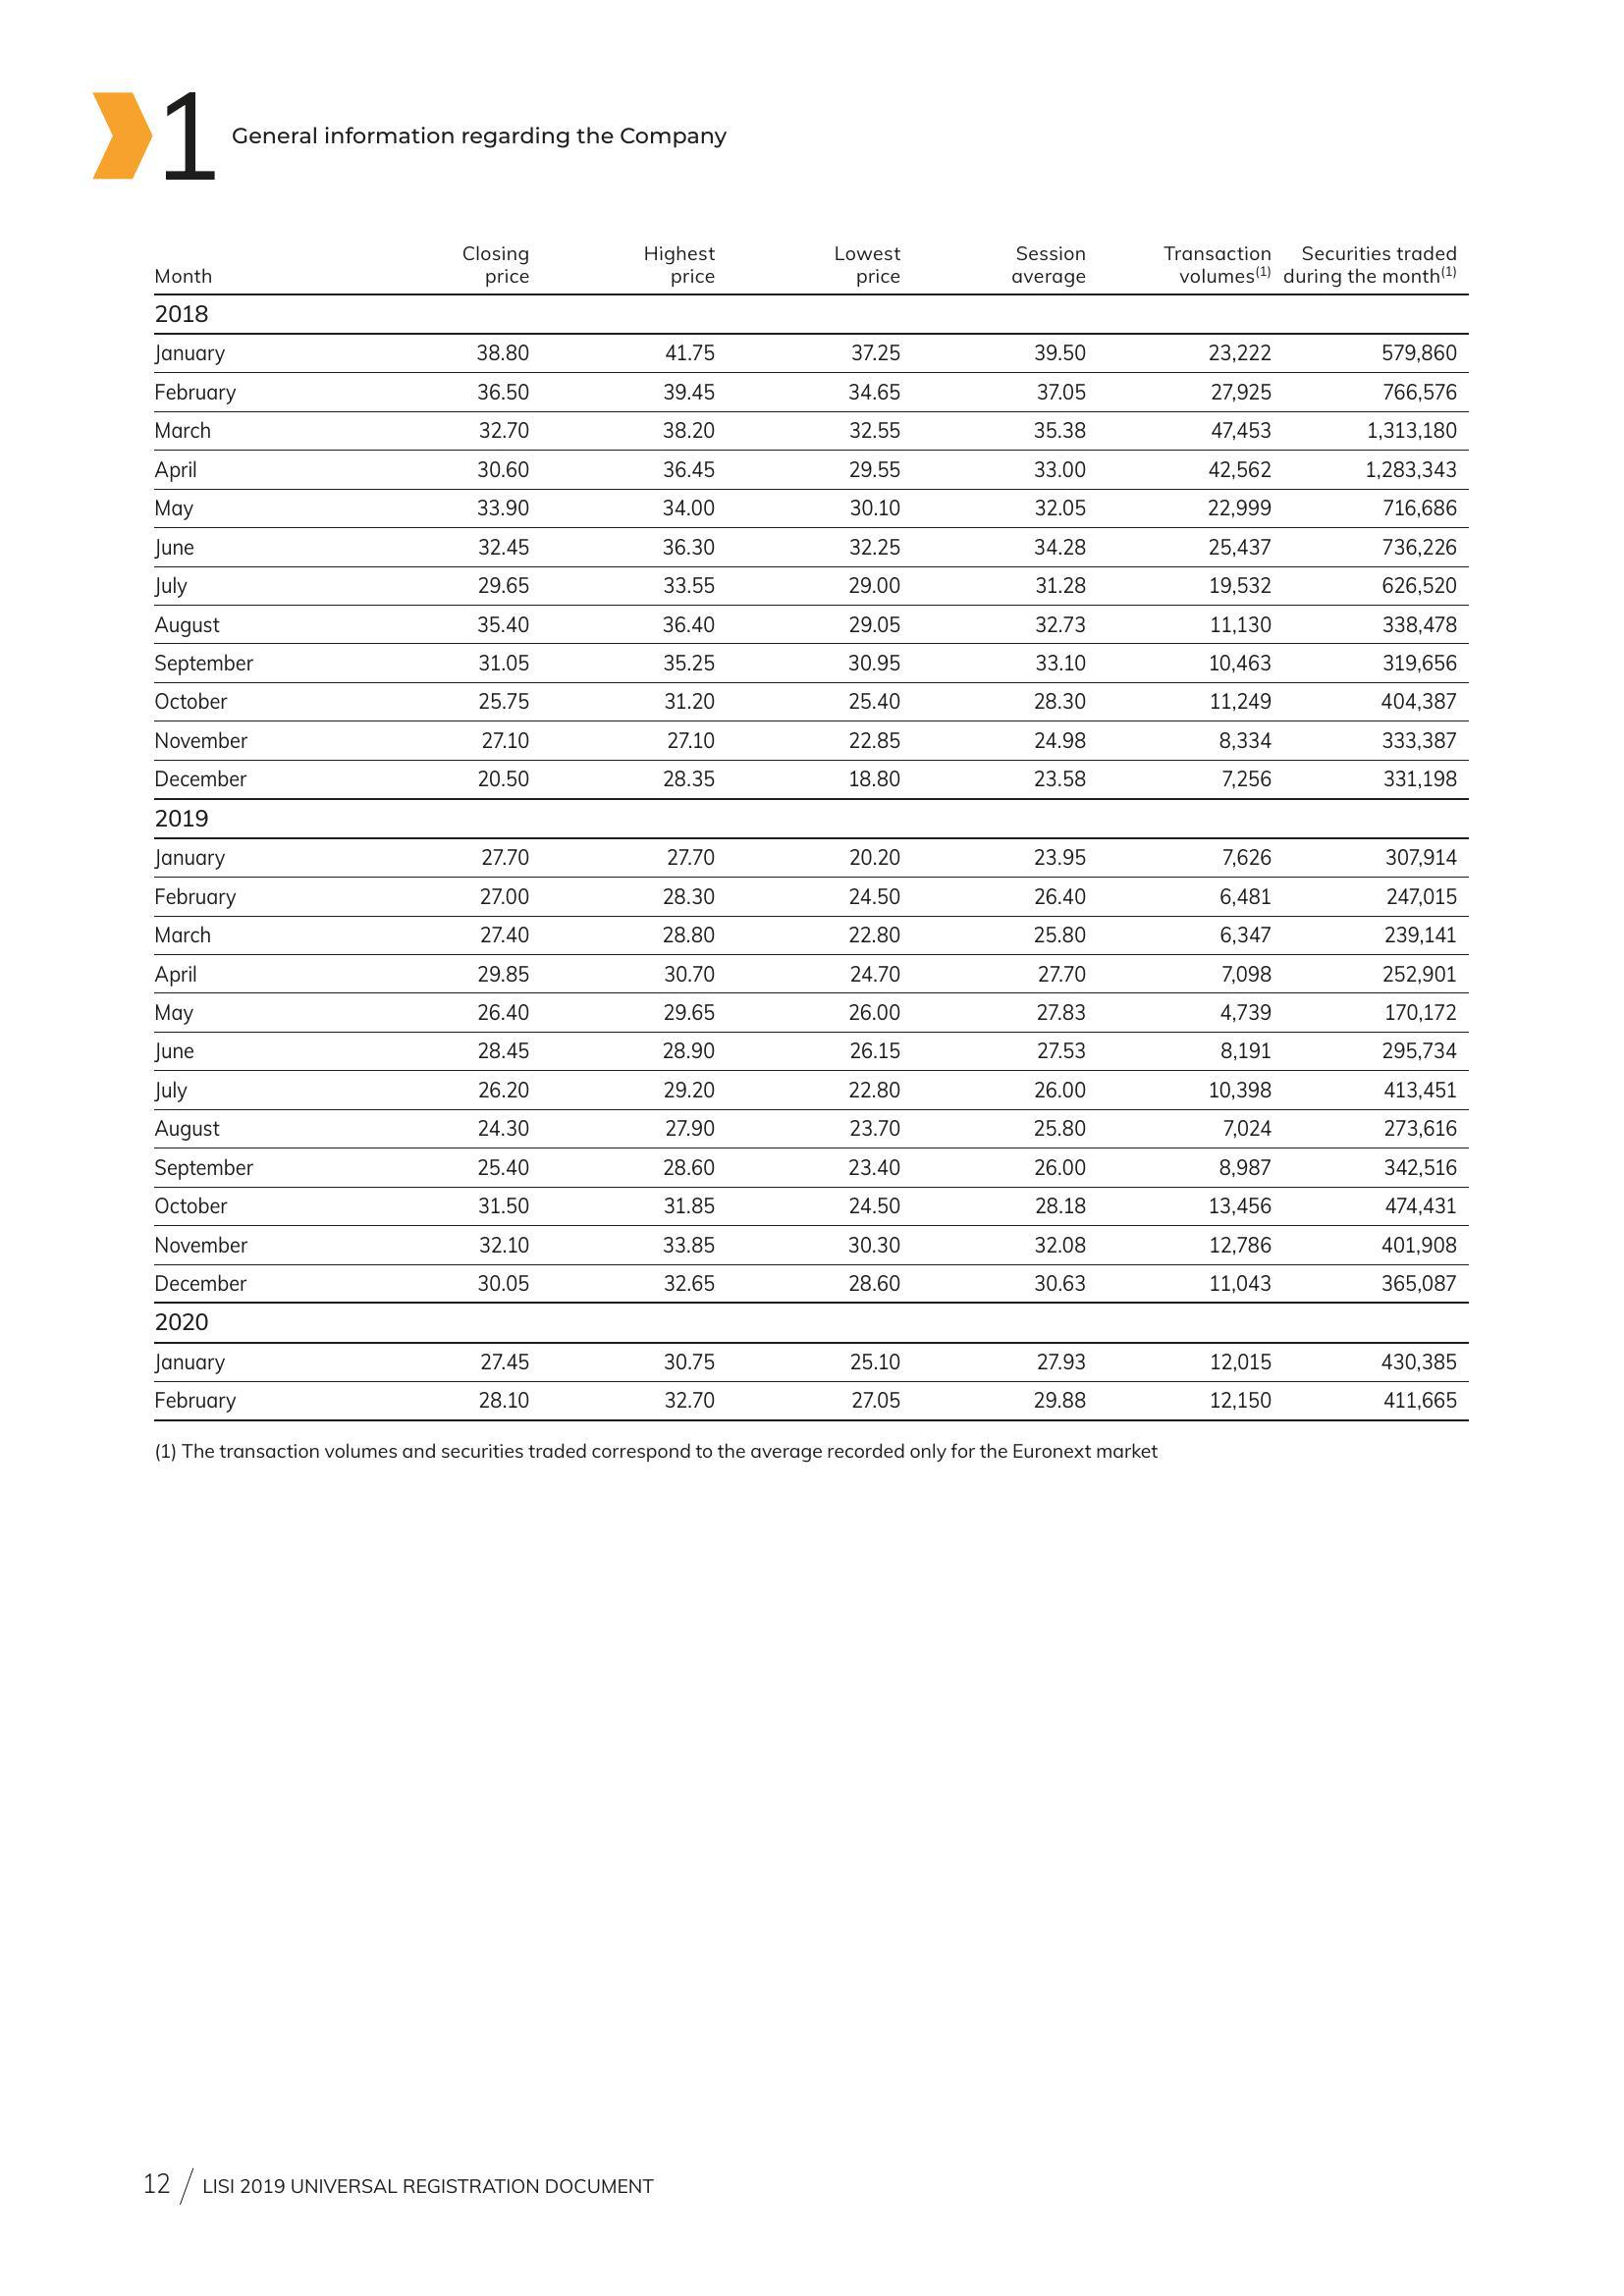 1 General information regarding the Company
Month Closing price Highest price Lowest price Session average Transaction volumes(1) Securities traded during the month(1)
2018
January 38.80 41.75 37.25 39.50 23,222 579,860
February 36.50 39.45 34.65 37.05 27,925 766,576
March 32.70 38.20 32.55 35.38 47,453 1,313,180
April 30.60 36.45 29.55 33.00 42,562 1,283,343
May 33.90 34.00 30.10 32.05 22,999 716,686
June 32.45 36.30 32.25 34.28 25,437 736,226
July 29.65 33.55 29.00 31.28 19,532 626,520
August 35.40 36.40 29.05 32.73 11,130 338,478
September 31.05 35.25 30.95 33.10 10,463 319,656
October 25.75 31.20 25.40 28.30 11,249 404,387
November 27.10 27.10 22.85 24.98 8,334 333,387
December 20.50 28.35 18.80 23.58 7,256 331,198
2019
January 27.70 27.70 20.20 23.95 7,626 307,914
February 27.00 28.30 24.50 26.40 6,481 247,015
March 27.40 28.80 22.80 25.80 6,347 239,141
April 29.85 30.70 24.70 27.70 7,098 252,901
May 26.40 29.65 26.00 27.83 4,739 170,172
June 28.45 28.90 26.15 27.53 8,191 295,734
July 26.20 29.20 22.80 26.00 10,398 413,451
August 24.30 27.90 23.70 25.80 7,024 273,616
September 25.40 28.60 23.40 26.00 8,987 342,516
October 31.50 31.85 24.50 28.18 13,456 474,431
November 32.10 33.85 30.30 32.08 12,786 401,908
December 30.05 32.65 28.60 30.63 11,043 365,087
2020
January 27.45 30.75 25.10 27.93 12,015 430,385
February 28.10 32.70 27.05 29.88 12,150 411,665
(1) The transaction volumes and securities traded correspond to the average recorded only for the Euronext market
12 / LISI 2019 UNIVERSAL REGISTRATION DOCUMENT